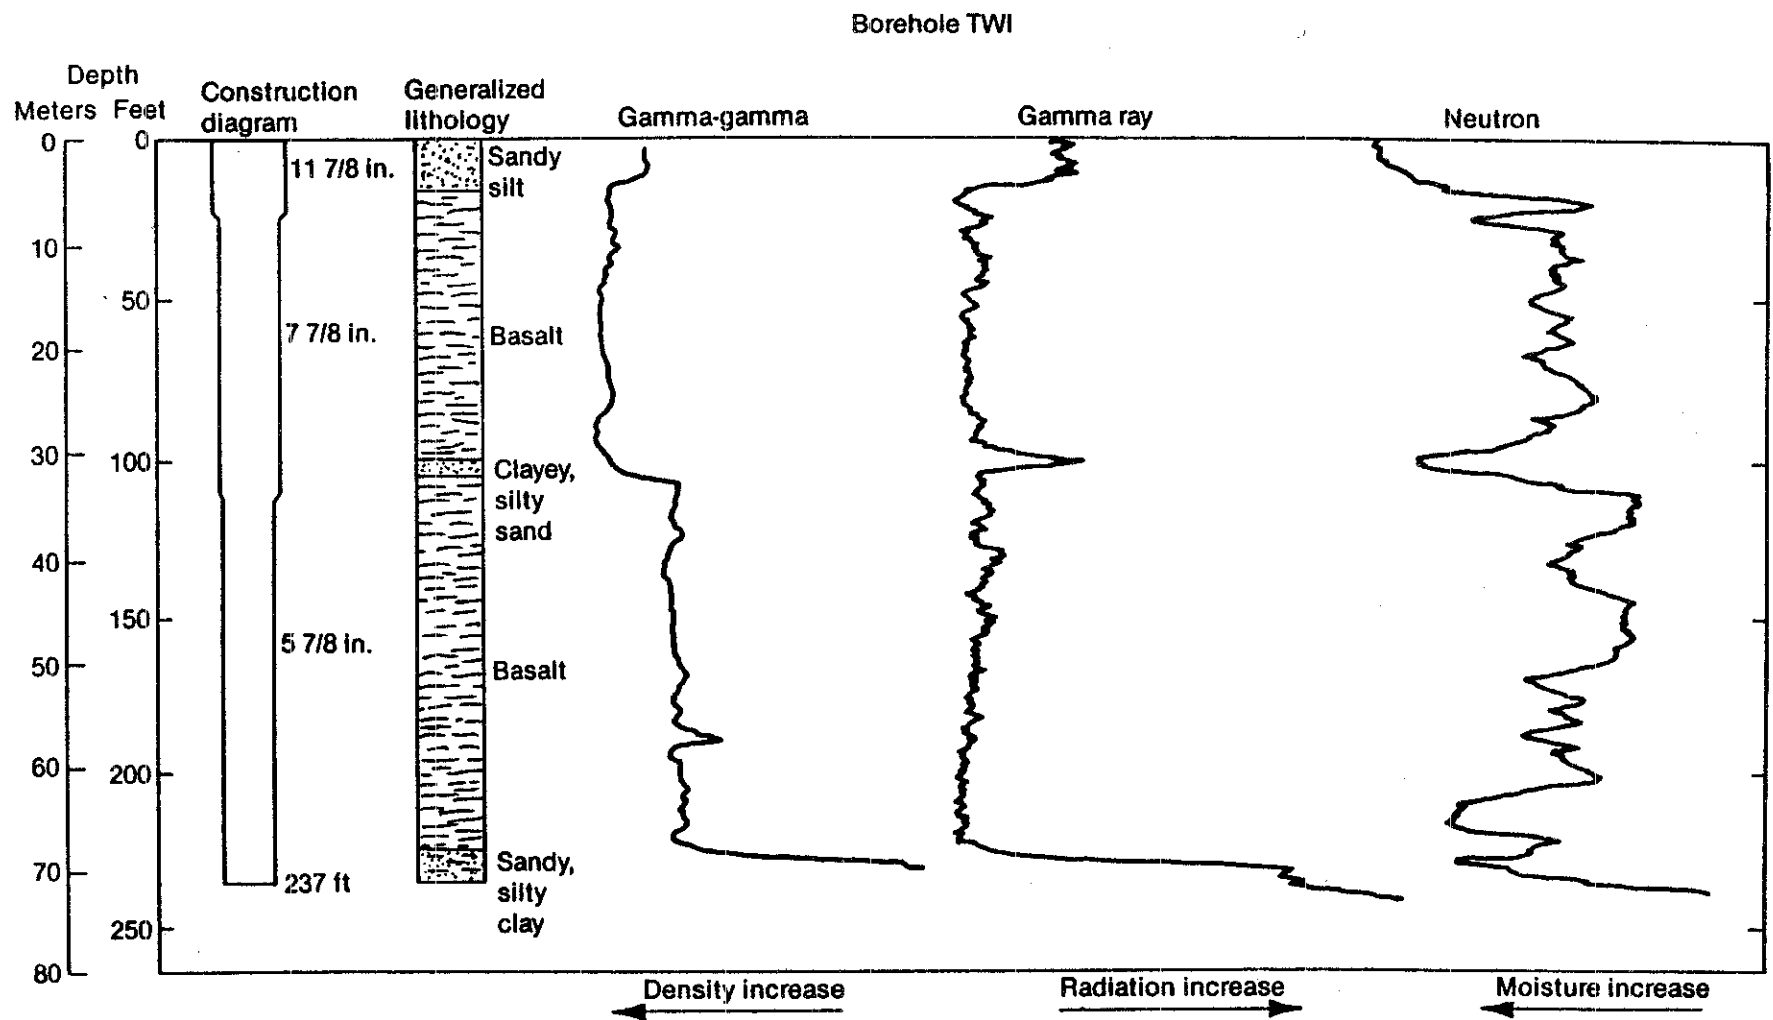 Borehole TWI
Depth
Meters Feet
Construction
diagram
Generalized
lithology
Gamma-gamma
Gamma ray
Neutron
0
0
11 7/8 in.
Sandy
silt
10
50
7 7/8 in.
Basalt
20
30
100
Clayey,
silty
sand
40
150
5 7/8 in.
Basalt
50
60
200
70
237 ft
Sandy,
silty
clay
250
80
Density increase
Radiation increase
Moisture increase